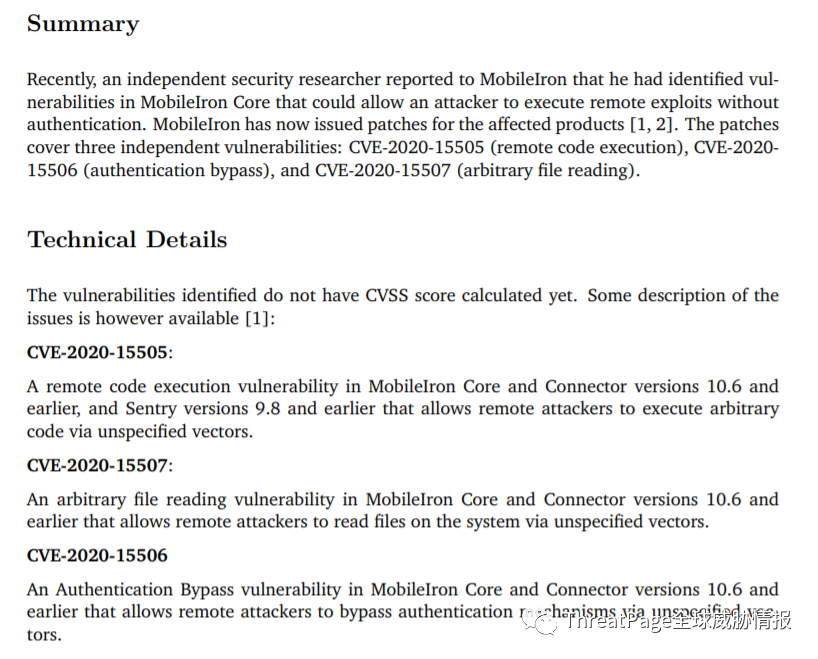 Summary
Recently, an independent security researcher reported to MobileIron that he had identified vul-
nerabilities in MobileIron Core that could allow an attacker to execute remote exploits without
authentication. MobileIron has now issued patches for the affected products [1, 2]. The patches
cover three independent vulnerabilities: CVE-2020-15505 (remote code execution), CVE-2020-
15506 (authentication bypass), and CVE-2020-15507 (arbitrary file reading).
Technical Details
The vulnerabilities identified do not have CVSS score calculated yet. Some description of the
issues is however available [1]:
CVE-2020-15505:
A remote code execution vulnerability in MobileIron Core and Connector versions 10.6 and
earlier, and Sentry versions 9.8 and earlier that allows remote attackers to execute arbitrary
code via unspecified vectors.
CVE-2020-15507:
An arbitrary file reading vulnerability in MobileIron Core and Connector versions 10.6 and
earlier that allows remote attackers to read files on the system via unspecified vectors.
CVE-2020-15506
An Authentication Bypass vulnerability in MobileIron Core and Connector versions 10.6 and
earlier that allows remote attackers to bypass authentication mechanisms via unspecified vec-
tors.
ThreatPage全球威胁情报